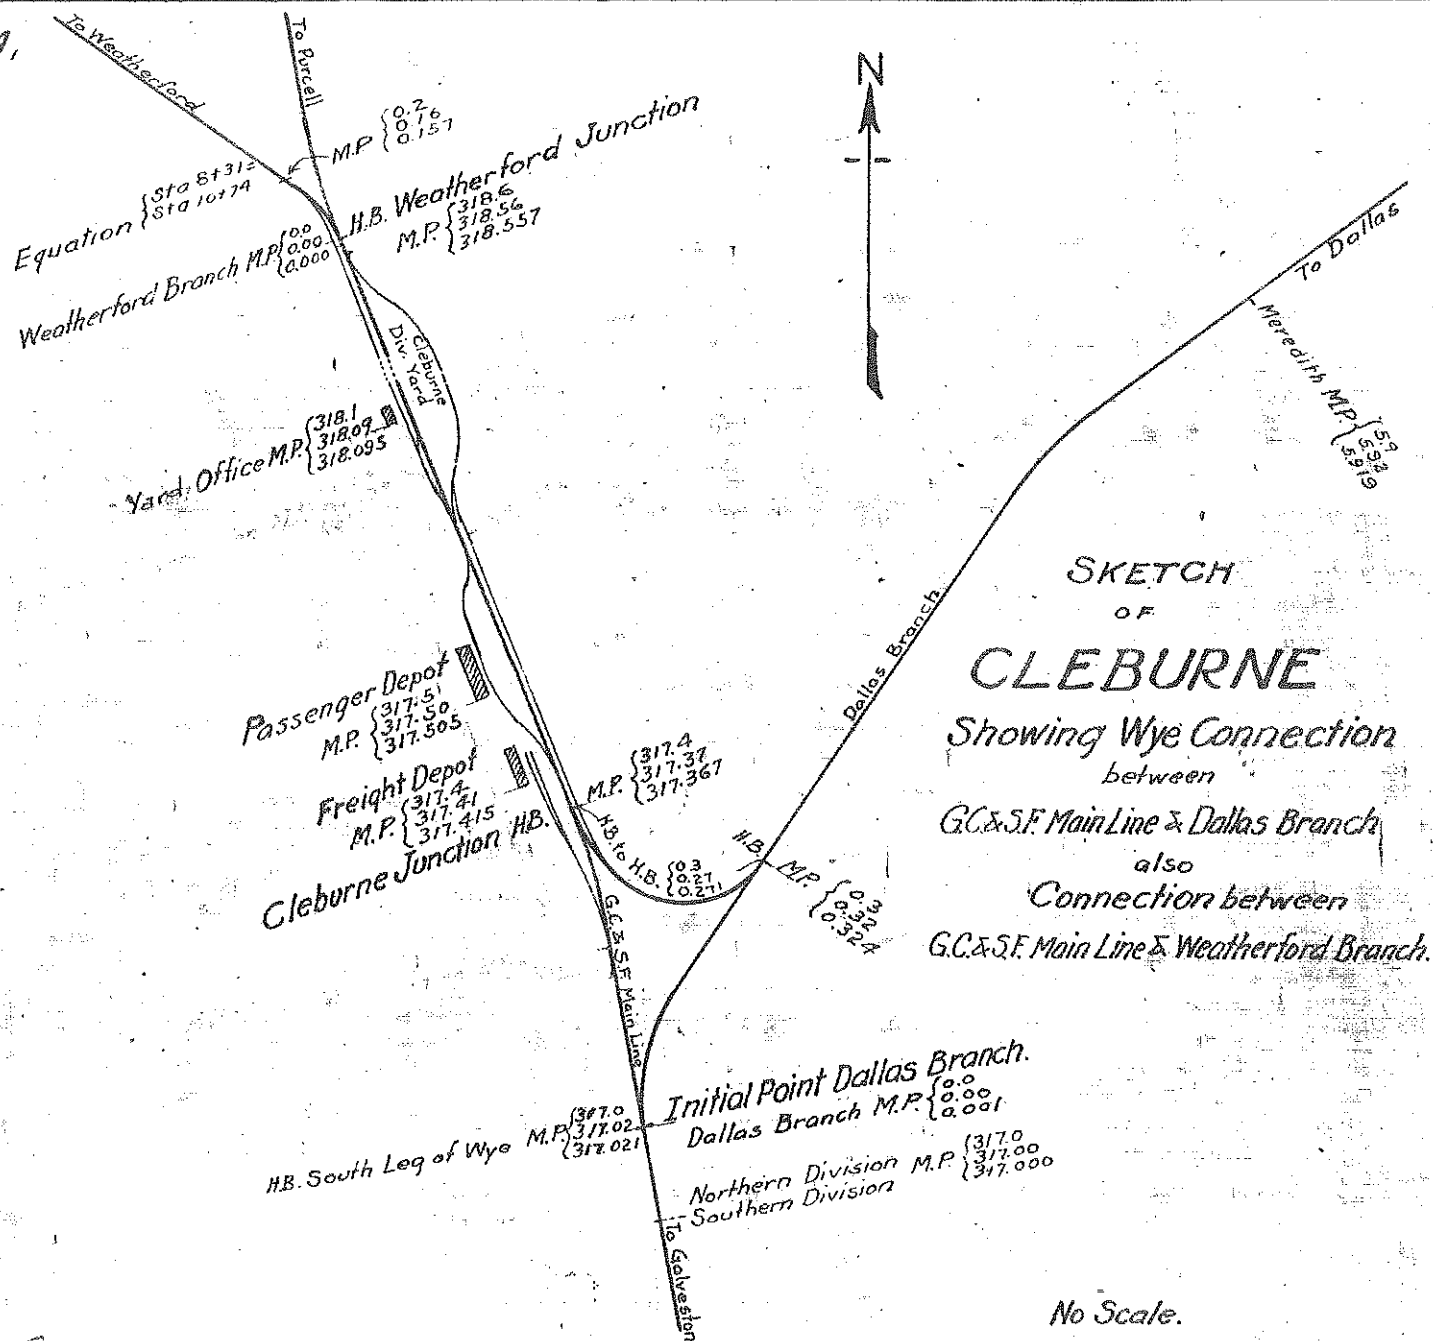 To Weatherford
To Purcell
M.P. { 0.2
0.16
0.157
N
Equation { Sta 8+31=
Sta 10+74
H.B. Weatherford Junction
M.P. { 318.6
318.56
318.557
Weatherford Branch M.P. { 0.0
0.00
0.000
To Dallas
Meredith M.P. { 5.9
5.92
5.919
Cleburne
Div. Yard
Yard Office M.P. { 318.1
318.09
318.095
SKETCH
OF
CLEBURNE
Showing Wye Connection
between
G.C.&S.F. Main Line & Dallas Branch
also
Connection between
G.C.&S.F. Main Line & Weatherford Branch.
Dallas Branch
Passenger Depot
M.P. { 317.51
317.50
317.505
Freight Depot
M.P. { 317.4
317.41
317.415
Cleburne Junction H.B.
M.P. { 317.4
317.37
317.367
H.B. to H.B. { 0.3
0.27
H.B.
M.P. { 0.3
0.32
0.324
G.C. & S.F. Main Line
Initial Point Dallas Branch.
Dallas Branch M.P. { 0.0
0.00
0.001
H.B. South Leg of Wye M.P. { 317.0
317.02
317.021
Northern Division
Southern Division
M.P. { 317.0
317.00
317.000
To Galveston
No Scale.